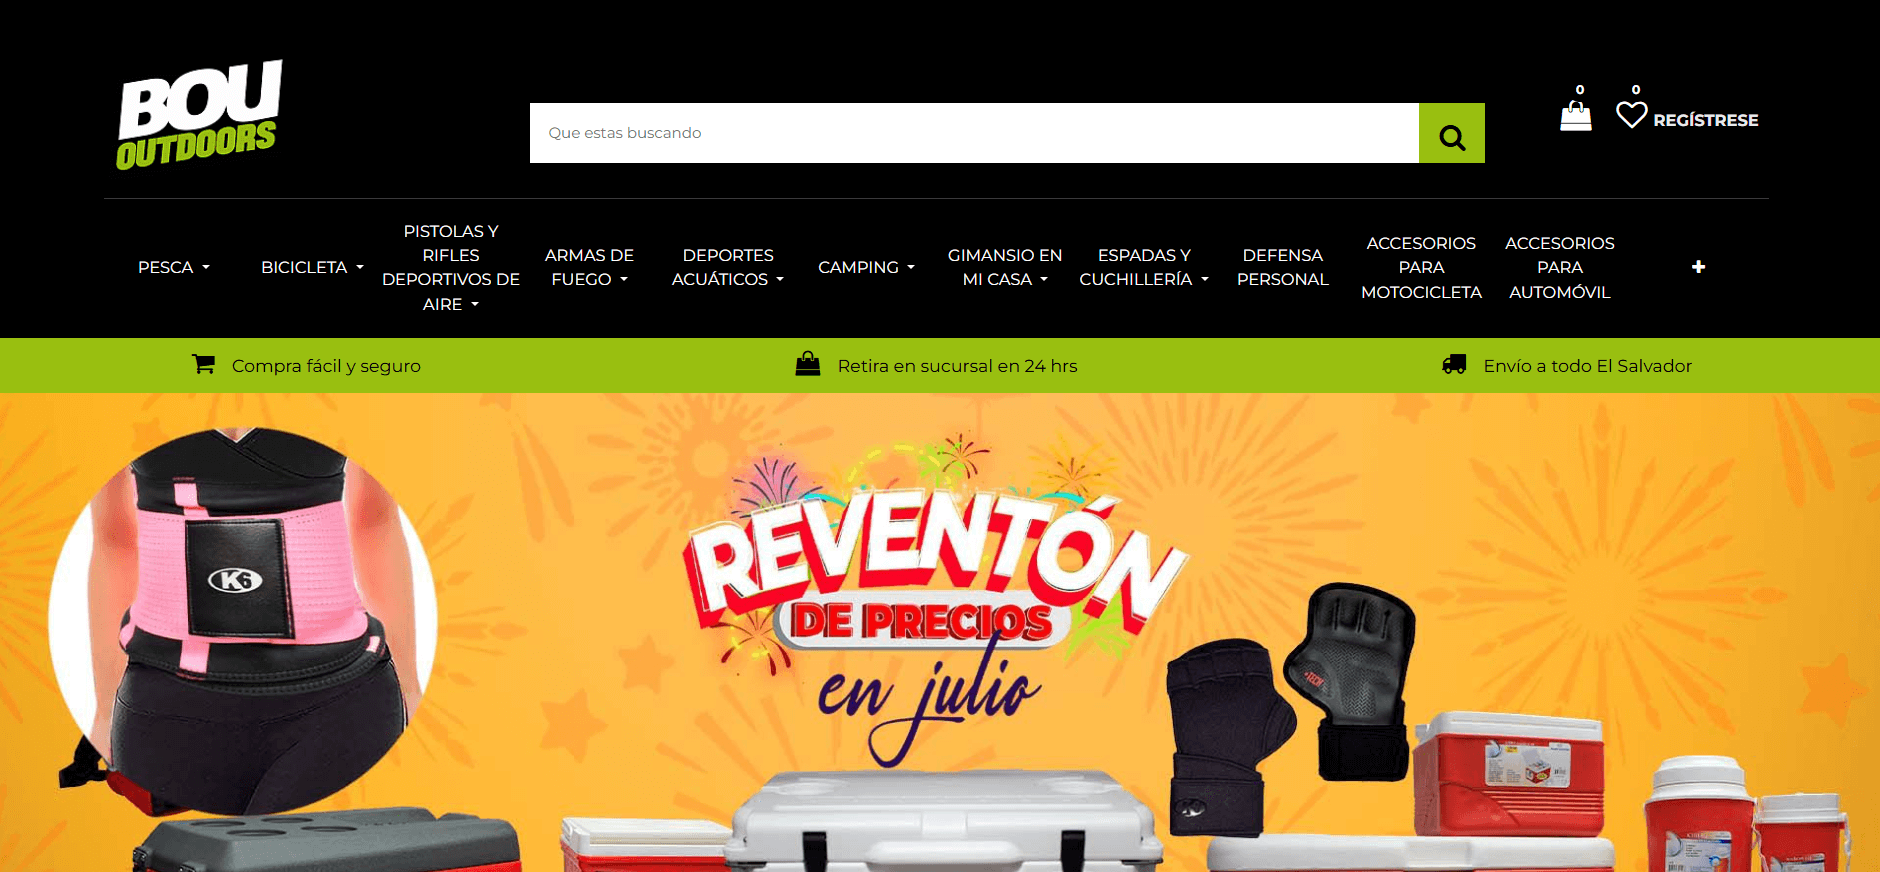 BOU
OUTDOORS
Que estas buscando
0
0
REGÍSTRESE
PESCA
BICICLETA
PISTOLAS Y
RIFLES
DEPORTIVOS DE
AIRE
ARMAS DE
FUEGO
DEPORTES
ACUÁTICOS
CAMPING
GIMANSIO EN
MI CASA
ESPADAS Y
CUCHILLERÍA
DEFENSA
PERSONAL
ACCESORIOS
PARA
MOTOCICLETA
ACCESORIOS
PARA
AUTOMÓVIL
Compra fácil y seguro
Retira en sucursal en 24 hrs
Envío a todo El Salvador
K6
REVENTÓN
DE PRECIOS
en julio